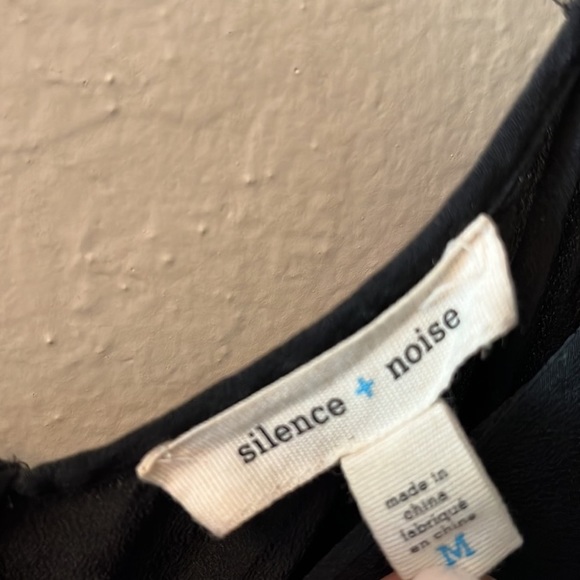 silence + noise
made in
china
fabriqué
en chine
M